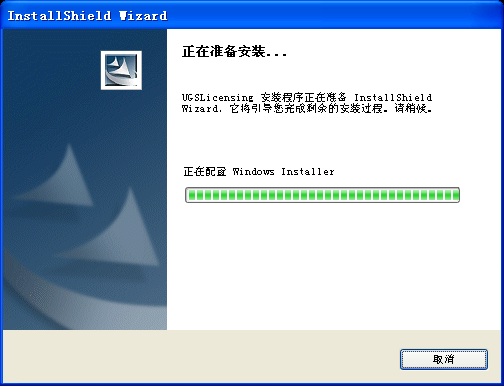 InstallShield Wizard
正在准备安装...
UGSLicensing 安装程序正在准备 InstallShield
Wizard，它将引导您完成剩余的安装过程。请稍候。
正在配置 Windows Installer
取消